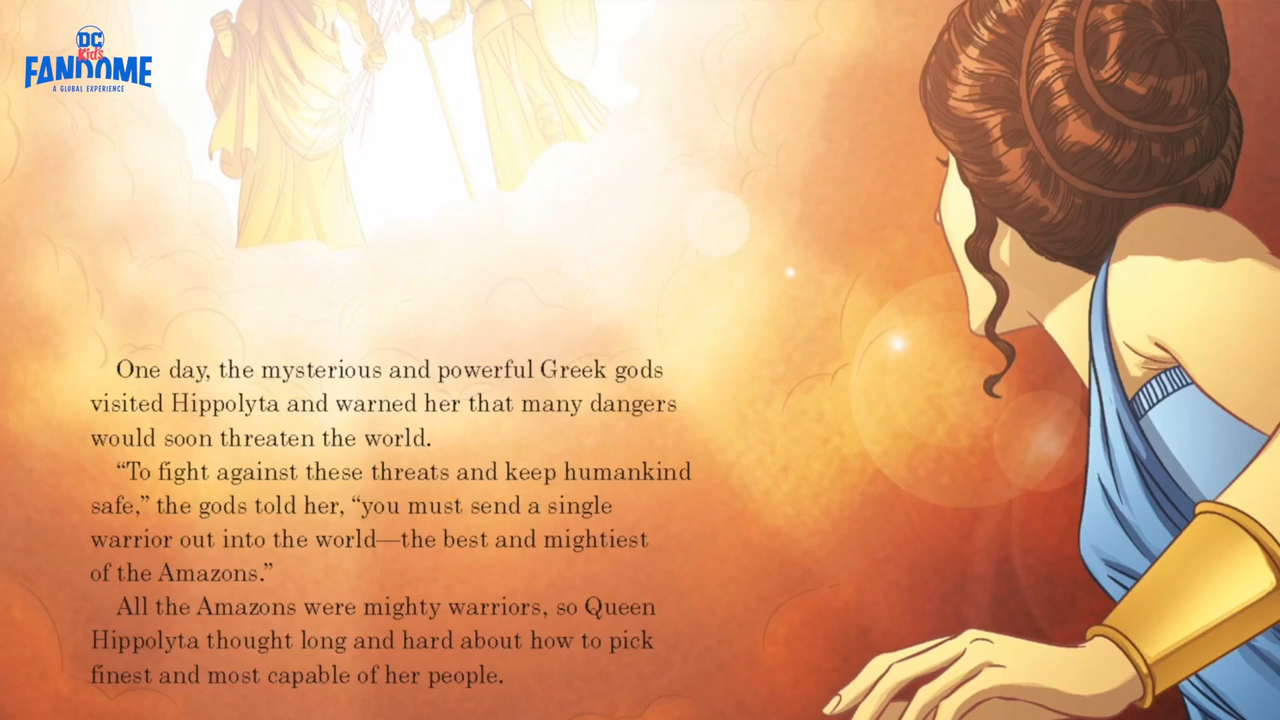 DC
Kids
FANDOME
A GLOBAL EXPERIENCE
One day, the mysterious and powerful Greek gods
visited Hippolyta and warned her that many dangers
would soon threaten the world.
“To fight against these threats and keep humankind
safe,” the gods told her, “you must send a single
warrior out into the world—the best and mightiest
of the Amazons.”
All the Amazons were mighty warriors, so Queen
Hippolyta thought long and hard about how to pick
finest and most capable of her people.